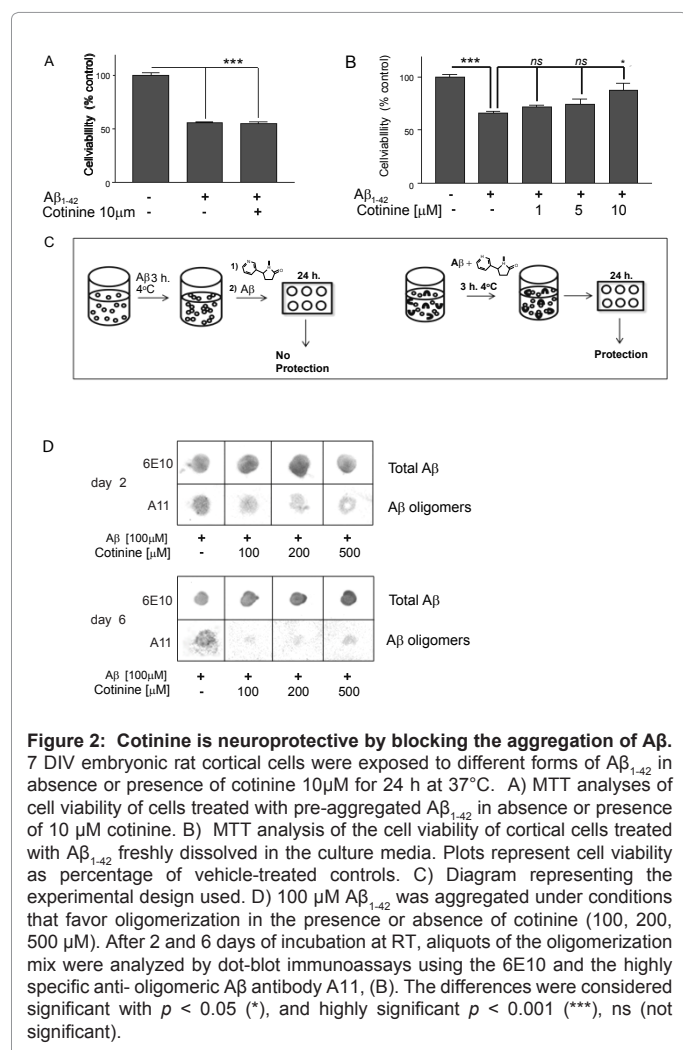 A
***
Cellviabillity (% control)
100
50
0
Aβ1-42 - + +
Cotinine 10μm - - +
B
*** ns ns *
Cellviabilility (% control)
100
50
0
Aβ1-42 - + + + +
Cotinine [μM] - - 1 5 10
C
Aβ 3 h.
4°C
1)
2) Aβ
24 h.
No
Protection
Aβ +
3 h. 4°C
24 h.
Protection
D
day 2
6E10 Total Aβ
A11 Aβ oligomers
Aβ [100μM] + + + +
Cotinine [μM] - 100 200 500
day 6
6E10 Total Aβ
A11 Aβ oligomers
Aβ [100μM] + + + +
Cotinine [μM] - 100 200 500
Figure 2: Cotinine is neuroprotective by blocking the aggregation of Aβ.
7 DIV embryonic rat cortical cells were exposed to different forms of Aβ1-42 in
absence or presence of cotinine 10μM for 24 h at 37°C. A) MTT analyses of
cell viability of cells treated with pre-aggregated Aβ1-42 in absence or presence
of 10 μM cotinine. B) MTT analysis of the cell viability of cortical cells treated
with Aβ1-42 freshly dissolved in the culture media. Plots represent cell viability
as percentage of vehicle-treated controls. C) Diagram representing the
experimental design used. D) 100 μM Aβ1-42 was aggregated under conditions
that favor oligomerization in the presence or absence of cotinine (100, 200,
500 μM). After 2 and 6 days of incubation at RT, aliquots of the oligomerization
mix were analyzed by dot-blot immunoassays using the 6E10 and the highly
specific anti- oligomeric Aβ antibody A11, (B). The differences were considered
significant with p < 0.05 (*), and highly significant p < 0.001 (***), ns (not
significant).